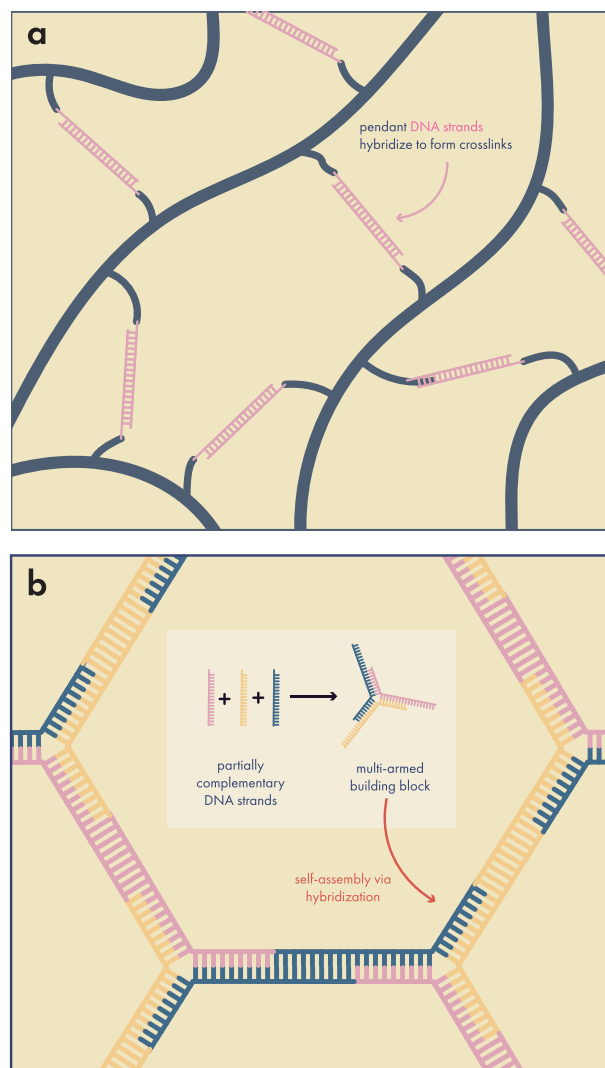 a
pendant DNA strands
hybridize to form crosslinks
b
+ +
partially
complementary
DNA strands
multi-armed
building block
self-assembly via
hybridization